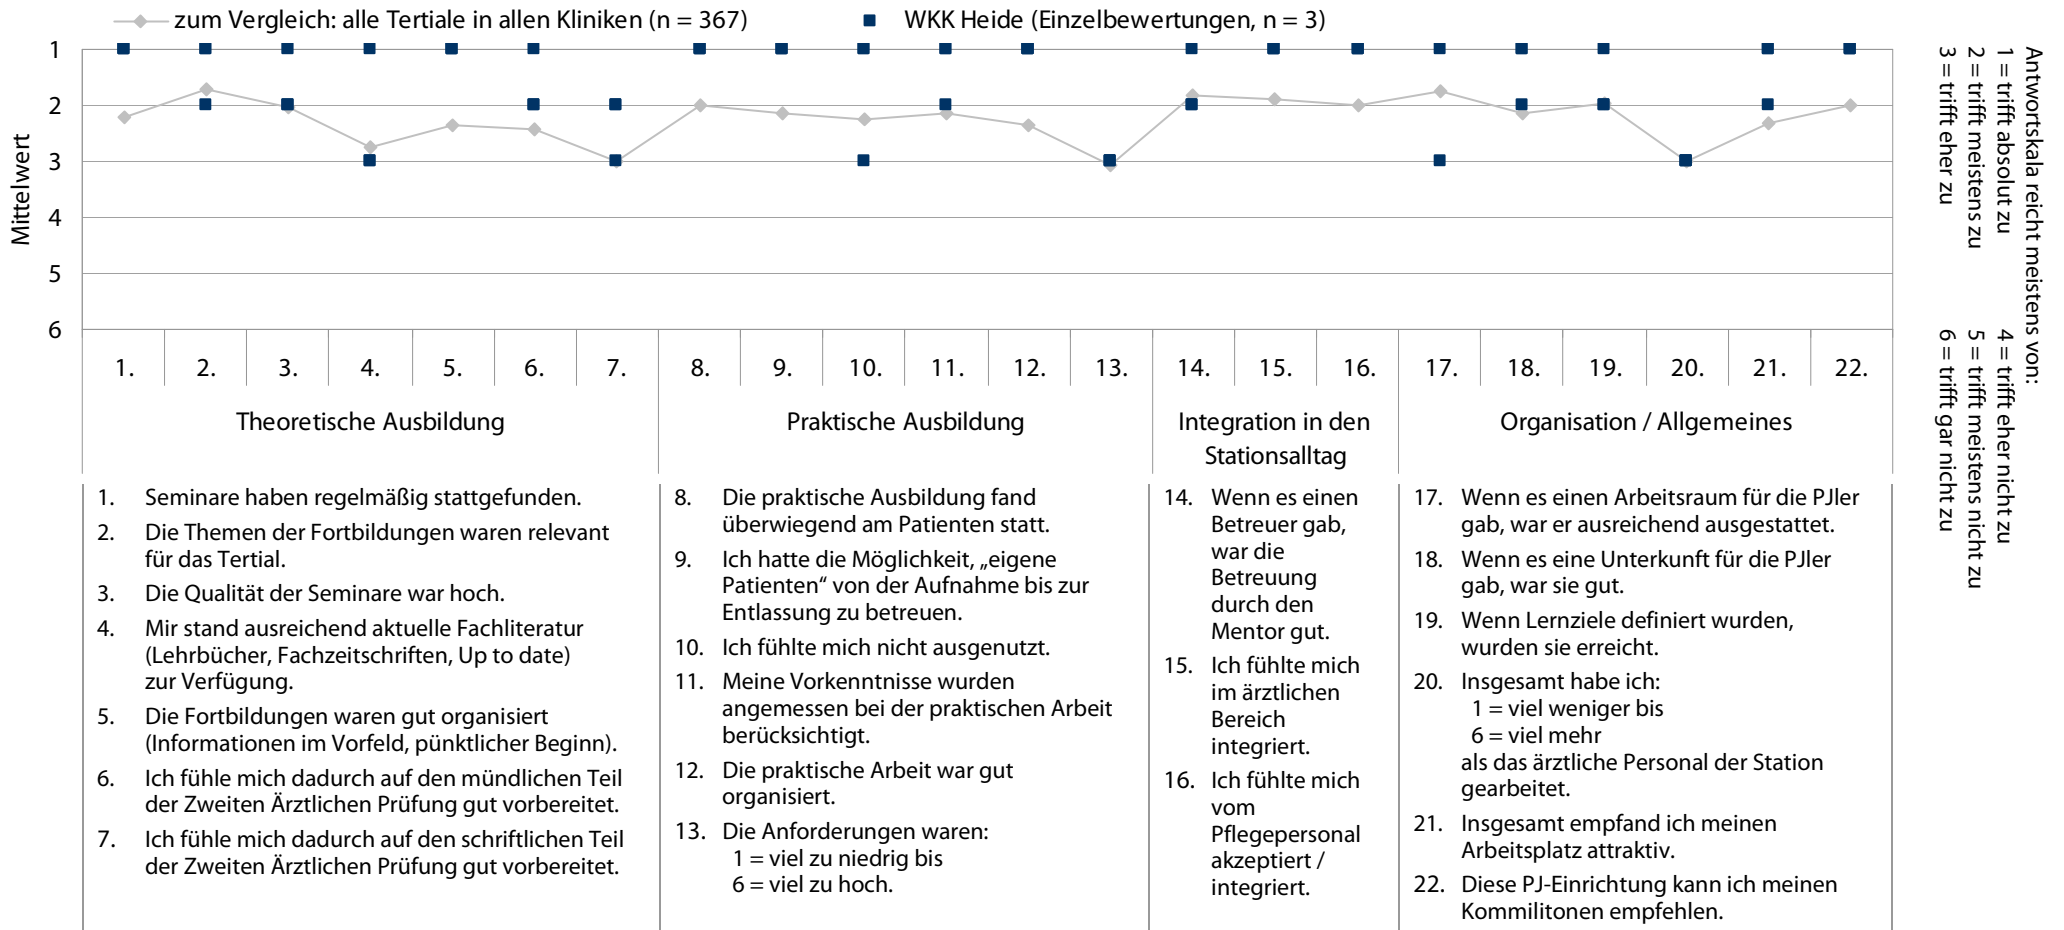 zum Vergleich: alle Tertiale in allen Kliniken (n = 367)
WKK Heide (Einzelbewertungen, n = 3)
Mittelwert
1
2
3
4
5
6
1. 2. 3. 4. 5. 6. 7. 8. 9. 10. 11. 12. 13. 14. 15. 16. 17. 18. 19. 20. 21. 22.
Theoretische Ausbildung
Praktische Ausbildung
Integration in den
Stationsalltag
Organisation / Allgemeines
1. Seminare haben regelmäßig stattgefunden.
2. Die Themen der Fortbildungen waren relevant
für das Tertial.
3. Die Qualität der Seminare war hoch.
4. Mir stand ausreichend aktuelle Fachliteratur
(Lehrbücher, Fachzeitschriften, Up to date)
zur Verfügung.
5. Die Fortbildungen waren gut organisiert
(Informationen im Vorfeld, pünktlicher Beginn).
6. Ich fühle mich dadurch auf den mündlichen Teil
der Zweiten Ärztlichen Prüfung gut vorbereitet.
7. Ich fühle mich dadurch auf den schriftlichen Teil
der Zweiten Ärztlichen Prüfung gut vorbereitet.
8. Die praktische Ausbildung fand
überwiegend am Patienten statt.
9. Ich hatte die Möglichkeit, „eigene
Patienten“ von der Aufnahme bis zur
Entlassung zu betreuen.
10. Ich fühlte mich nicht ausgenutzt.
11. Meine Vorkenntnisse wurden
angemessen bei der praktischen Arbeit
berücksichtigt.
12. Die praktische Arbeit war gut
organisiert.
13. Die Anforderungen waren:
1 = viel zu niedrig bis
6 = viel zu hoch.
14. Wenn es einen
Betreuer gab,
war die
Betreuung
durch den
Mentor gut.
15. Ich fühlte mich
im ärztlichen
Bereich
integriert.
16. Ich fühlte mich
vom
Pflegepersonal
akzeptiert /
integriert.
17. Wenn es einen Arbeitsraum für die PJler
gab, war er ausreichend ausgestattet.
18. Wenn es eine Unterkunft für die PJler
gab, war sie gut.
19. Wenn Lernziele definiert wurden,
wurden sie erreicht.
20. Insgesamt habe ich:
1 = viel weniger bis
6 = viel mehr
als das ärztliche Personal der Station
gearbeitet.
21. Insgesamt empfand ich meinen
Arbeitsplatz attraktiv.
22. Diese PJ-Einrichtung kann ich meinen
Kommilitonen empfehlen.
Antwortskala reicht meistens von:
1 = trifft absolut zu
2 = trifft meistens zu
3 = trifft eher zu
4 = trifft eher nicht zu
5 = trifft meistens nicht zu
6 = trifft gar nicht zu